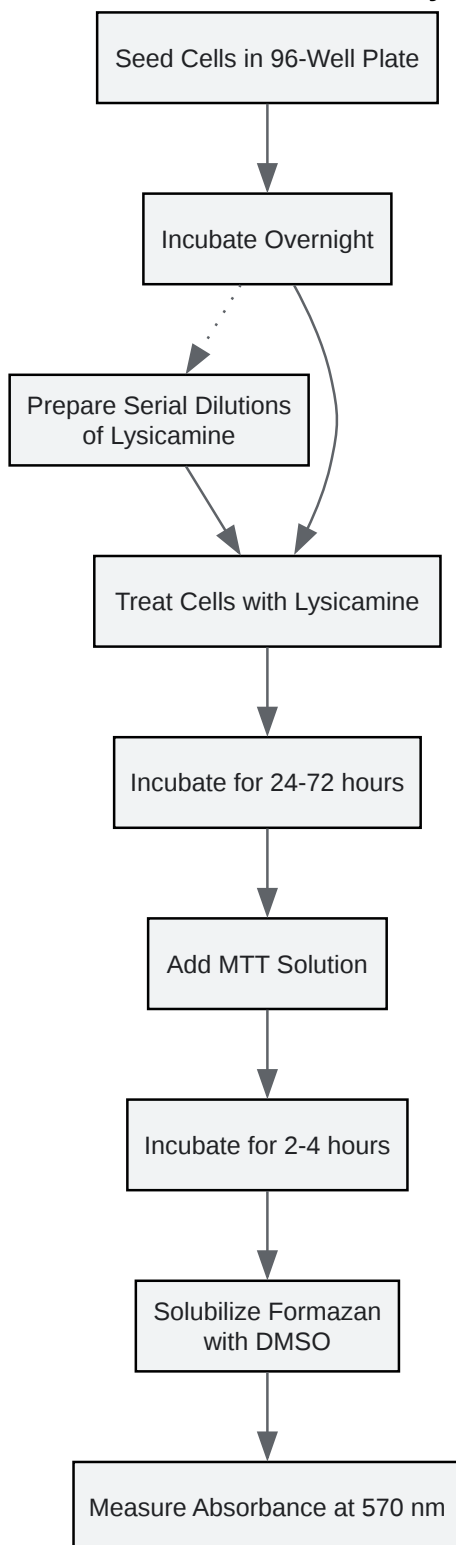 Seed Cells in 96-Well Plate
Incubate Overnight
Prepare Serial Dilutions
of Lysicamine
Treat Cells with Lysicamine
Incubate for 24-72 hours
Add MTT Solution
Incubate for 2-4 hours
Solubilize Formazan
with DMSO
Measure Absorbance at 570 nm